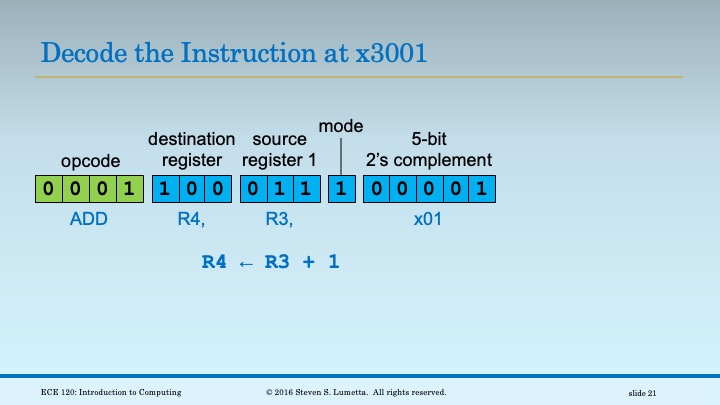 Decode the Instruction at x3001
mode
destination source 5-bit
opcode register register 1 2's complement
0 0 0 1 1 0 0 0 1 1 1 0 0 0 0 1
ADD R4, R3, x01
R4 ← R3 + 1
ECE 120: Introduction to Computing © 2016 Steven S. Lumetta. All rights reserved. slide 21